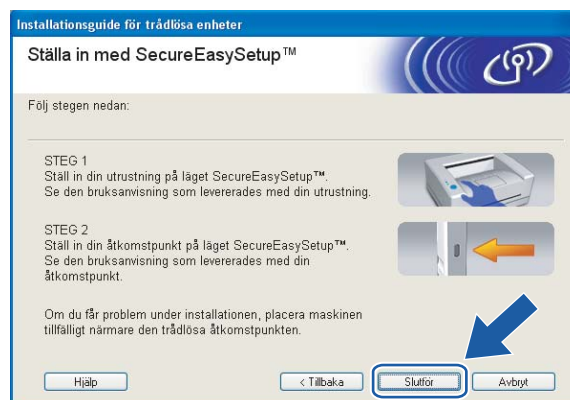 Installationsguide för trådlösa enheter
Ställa in med SecureEasySetup™
Följ stegen nedan:
STEG 1
Ställ in din utrustning på läget SecureEasySetup™.
Se den bruksanvisning som levererades med din utrustning.
STEG 2
Ställ in din åtkomstpunkt på läget SecureEasySetup™.
Se den bruksanvisning som levererades med din
åtkomstpunkt.
Om du får problem under installationen, placera maskinen
tillfälligt närmare den trådlösa åtkomstpunkten.
Hjälp
< Tillbaka
Slutför
Avbryt